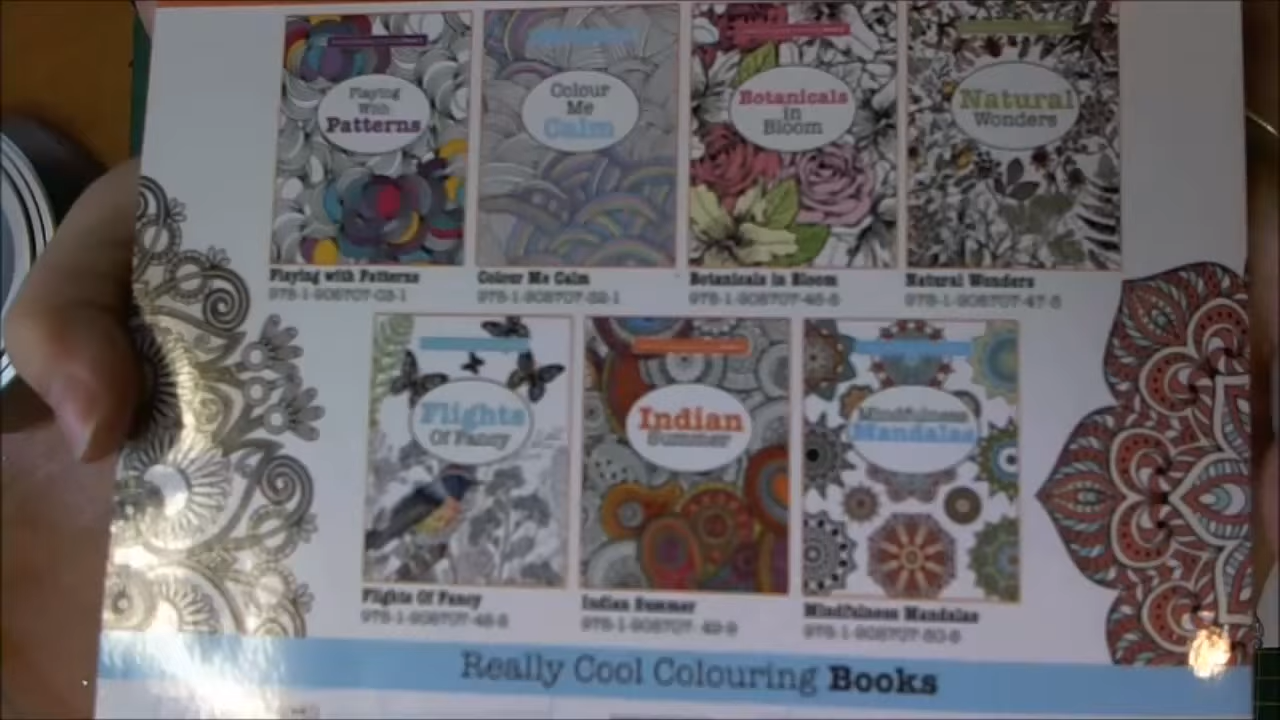 Playing
With
Patterns
Colour
Me
Calm
Botanicals
in
Bloom
Natural
Wonders
Playing with Patterns
Colour Me Calm
Botanicals in Bloom
Natural Wonders
Flights
Of Fancy
Indian
Summer
Mindfulness
Mandalas
Flights Of Fancy
Indian Summer
Mindfulness Mandalas
Really Cool Colouring Books